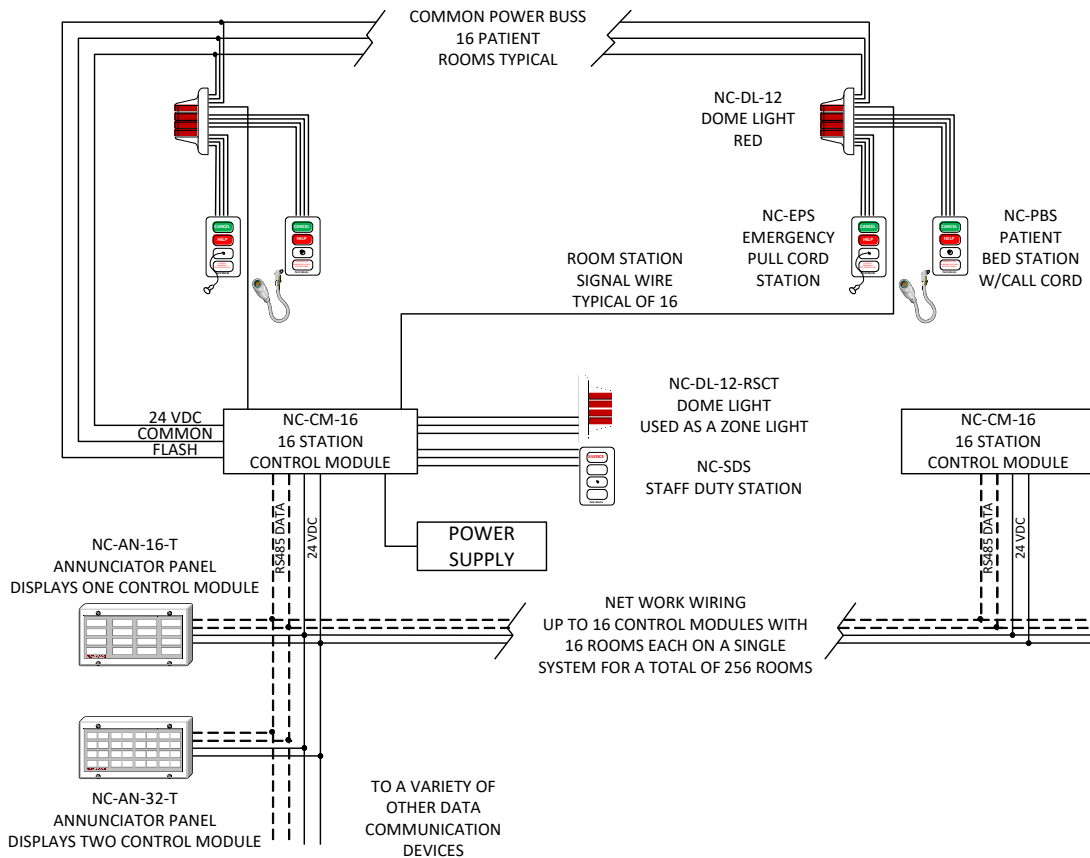 COMMON POWER BUSS
16 PATIENT
ROOMS TYPICAL
NC-DL-12
DOME LIGHT
RED
CANCEL
HELP
CANCEL
HELP
NC-EPS
EMERGENCY
PULL CORD
STATION
CANCEL
HELP
CANCEL
HELP
NC-PBS
PATIENT
BED STATION
W/CALL CORD
ROOM STATION
SIGNAL WIRE
TYPICAL OF 16
24 VDC
COMMON
FLASH
NC-CM-16
16 STATION
CONTROL MODULE
NC-DL-12-RSCT
DOME LIGHT
USED AS A ZONE LIGHT
SILENCE
NC-SDS
STAFF DUTY STATION
NC-CM-16
16 STATION
CONTROL MODULE
POWER
SUPPLY
RS485 DATA
24 VDC
RS485 DATA
24 VDC
NC-AN-16-T
ANNUNCIATOR PANEL
DISPLAYS ONE CONTROL MODULE
NET WORK WIRING
UP TO 16 CONTROL MODULES WITH
16 ROOMS EACH ON A SINGLE
SYSTEM FOR A TOTAL OF 256 ROOMS
NC-AN-32-T
ANNUNCIATOR PANEL
DISPLAYS TWO CONTROL MODULE
TO A VARIETY OF
OTHER DATA
COMMUNICATION
DEVICES